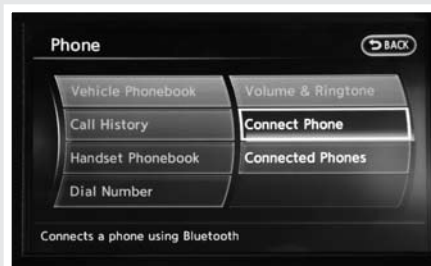 Phone
BACK
Vehicle Phonebook
Volume & Ringtone
Call History
Connect Phone
Handset Phonebook
Connected Phones
Dial Number
Connects a phone using Bluetooth